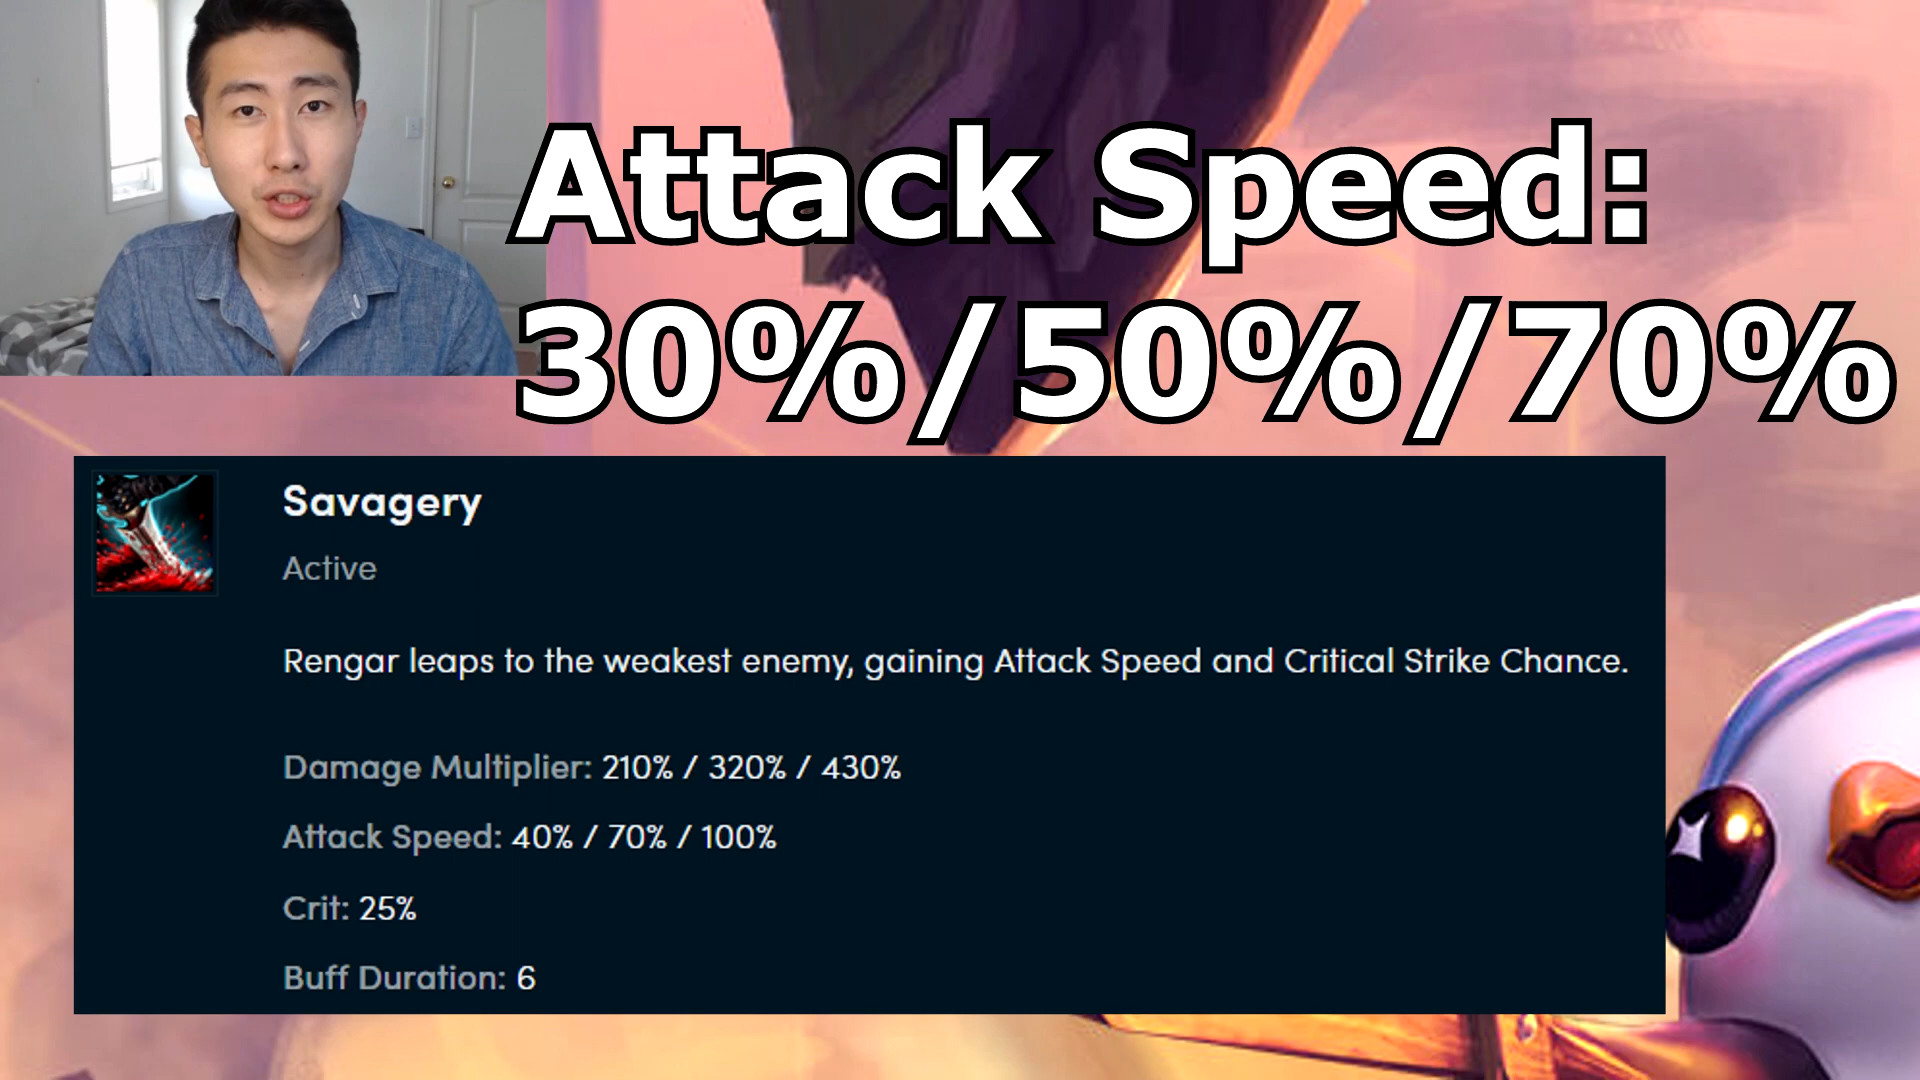 Attack Speed:
30%/50%/70%
Savagery
Active
Rengar leaps to the weakest enemy, gaining Attack Speed and Critical Strike Chance.
Damage Multiplier: 210% / 320% / 430%
Attack Speed: 40% / 70% / 100%
Crit: 25%
Buff Duration: 6